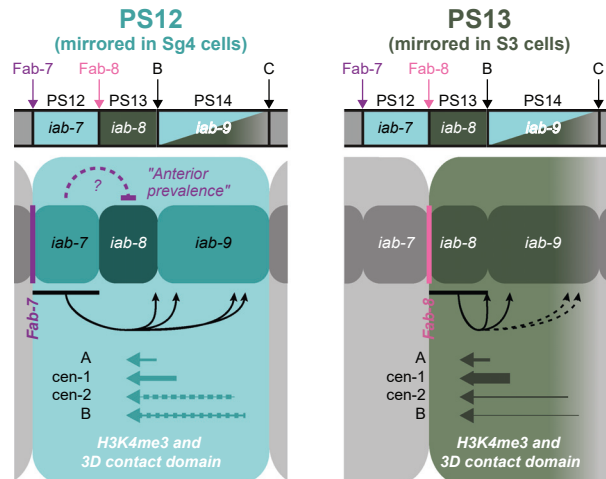 PS12
(mirrored in Sg4 cells)
Fab-7
Fab-8
B
C
PS12
PS13
PS14
iab-7
iab-8
iab-9
?
"Anterior
prevalence"
iab-7
iab-8
iab-9
Fab-7
A
cen-1
cen-2
B
H3K4me3 and
3D contact domain
PS13
(mirrored in S3 cells)
Fab-7
Fab-8
B
C
PS12
PS13
PS14
iab-7
iab-8
iab-9
iab-7
iab-8
iab-9
Fab-8
A
cen-1
cen-2
B
H3K4me3 and
3D contact domain